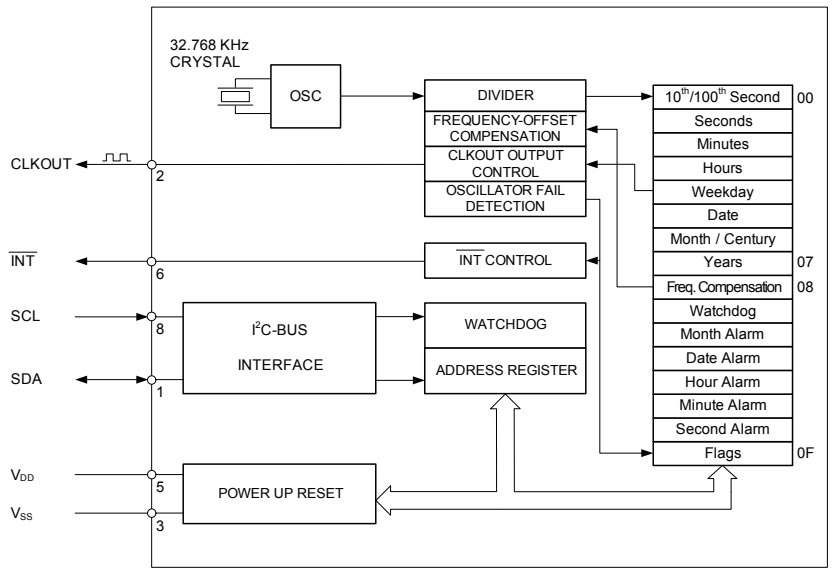 32.768 KHz
CRYSTAL
OSC
DIVIDER
FREQUENCY-OFFSET
COMPENSATION
CLKOUT OUTPUT
CONTROL
OSCILLATOR FAIL
DETECTION
10th/100th Second
00
Seconds
Minutes
Hours
Weekday
Date
Month / Century
Years
07
Freq. Compensation
08
Watchdog
Month Alarm
Date Alarm
Hour Alarm
Minute Alarm
Second Alarm
Flags
0F
CLKOUT
2
INT
6
INT CONTROL
SCL
8
SDA
1
I²C-BUS
INTERFACE
WATCHDOG
ADDRESS REGISTER
VDD
5
VSS
3
POWER UP RESET